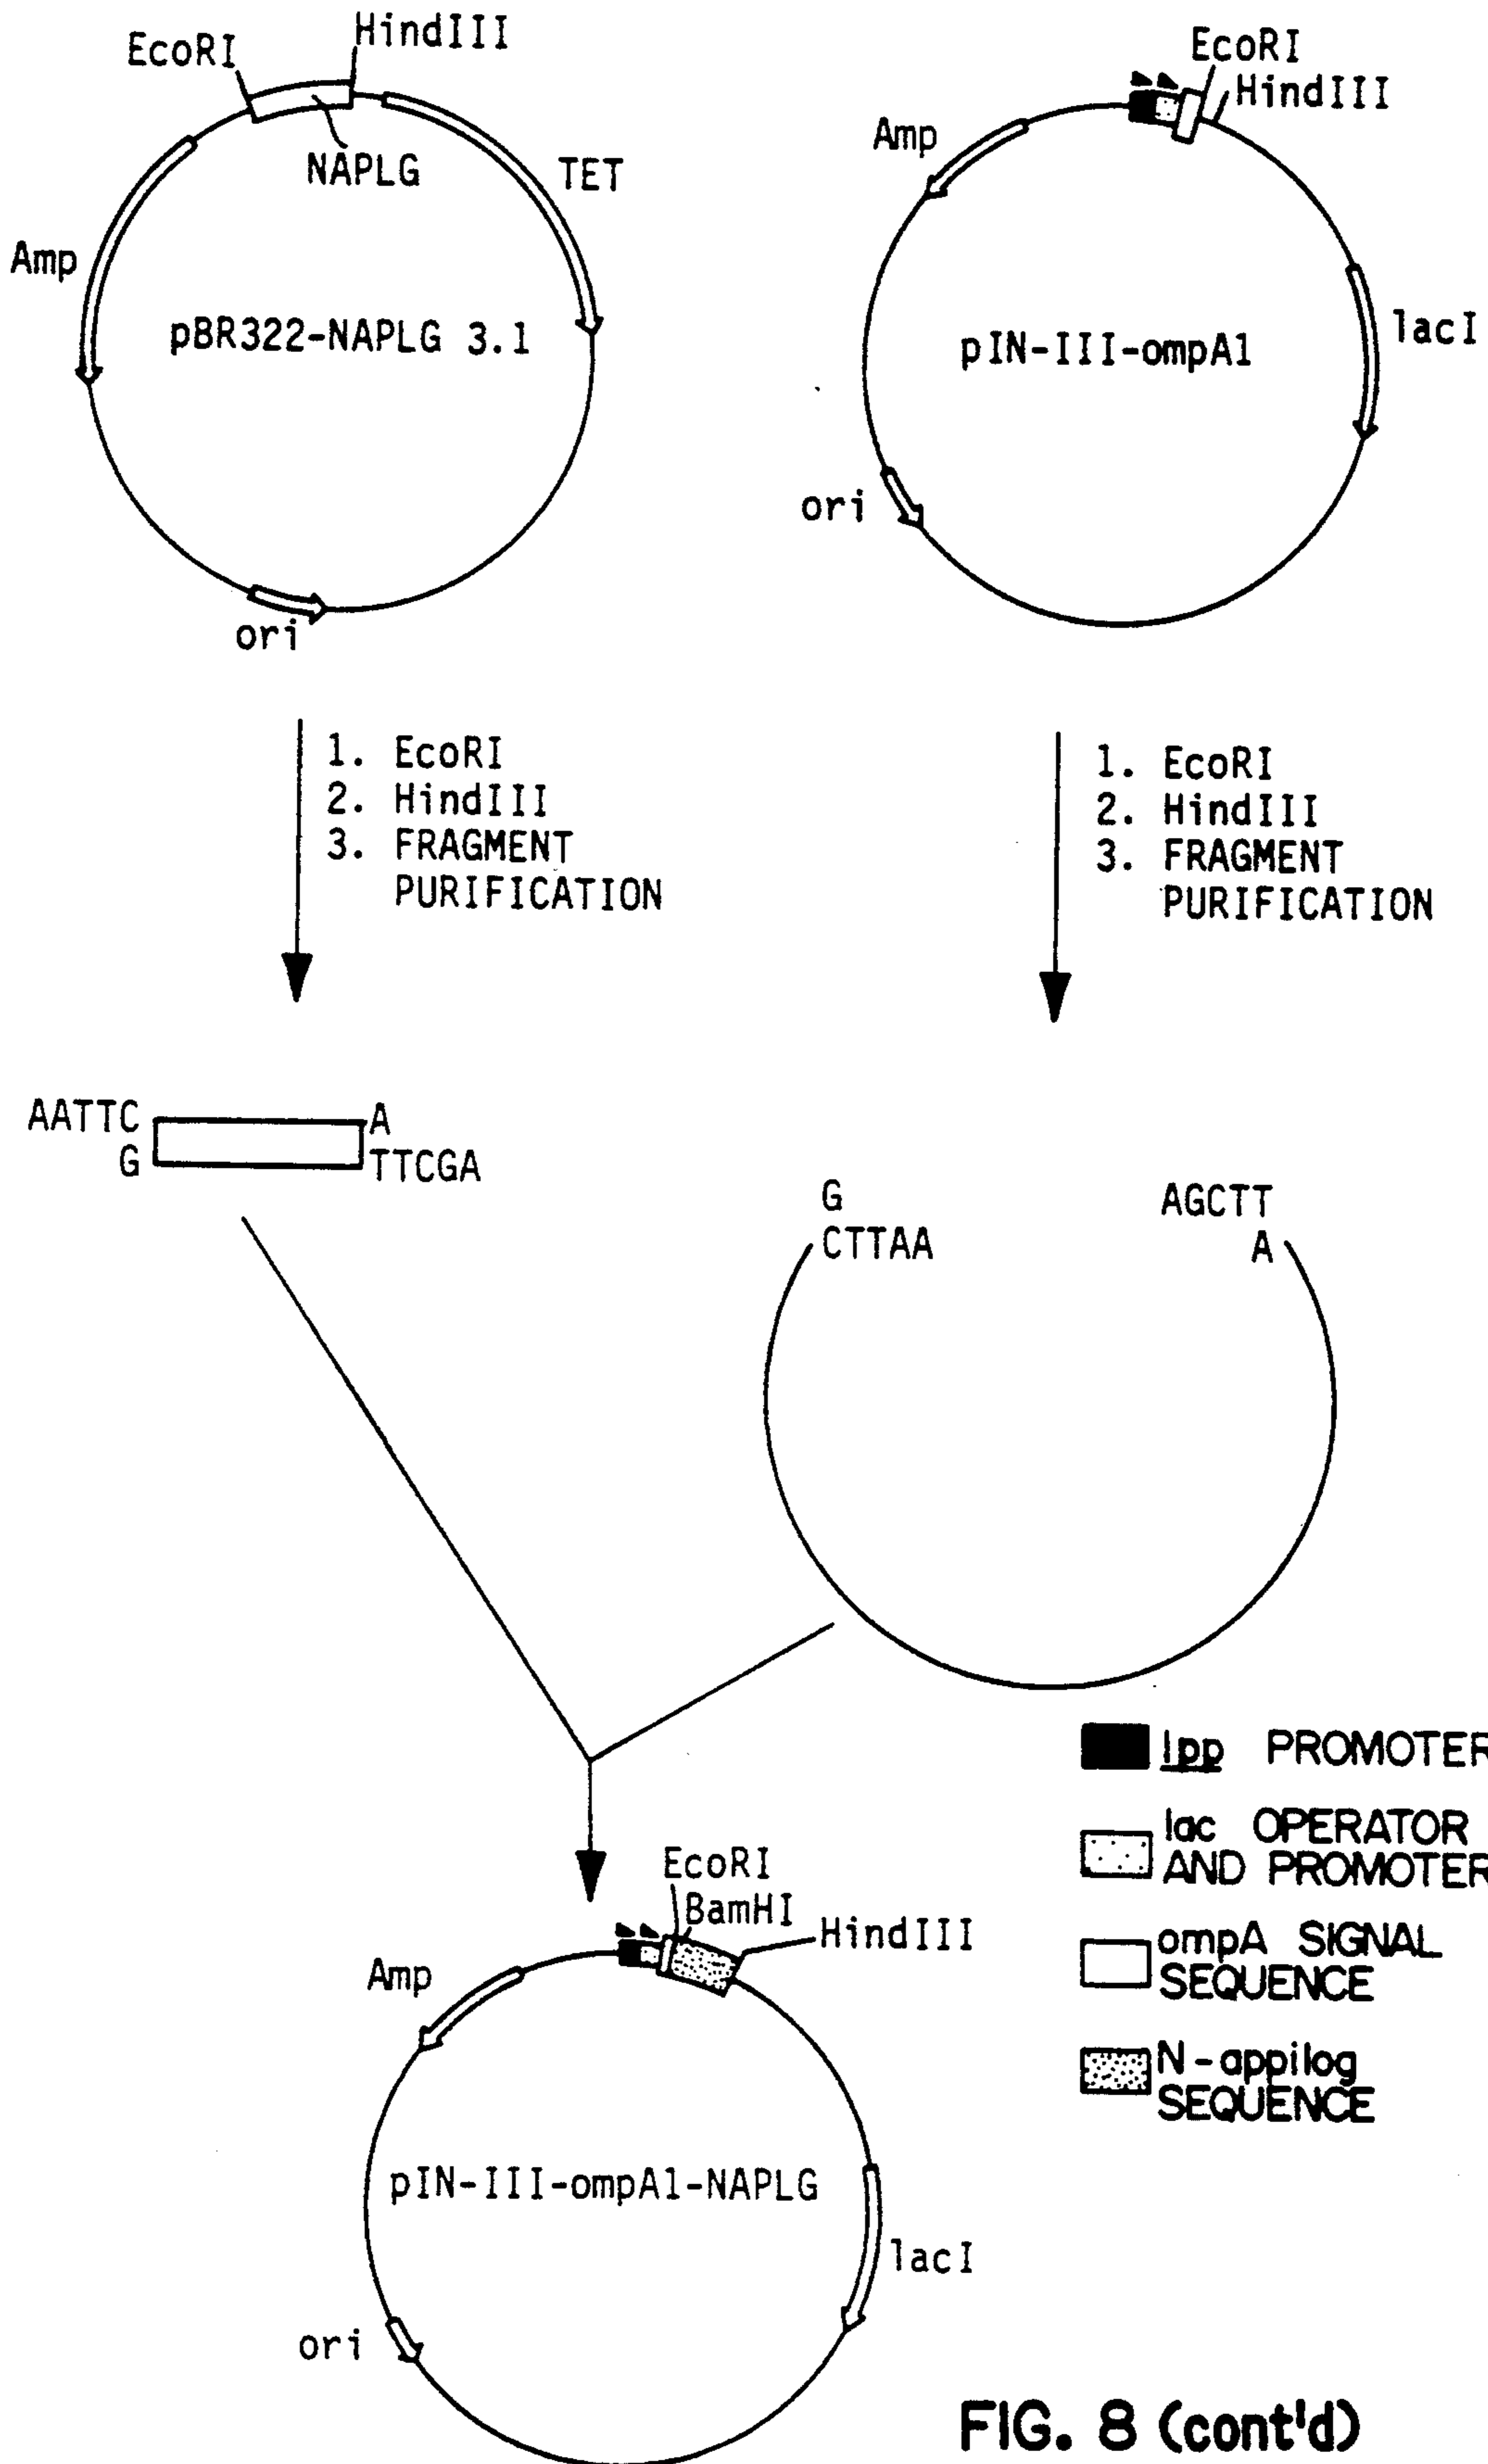 EcoRI
HindIII
NAPLG
TET
Amp
pBR322-NAPLG 3.1
ori
EcoRI
HindIII
Amp
lacI
pIN-III-ompA1
ori
1. EcoRI
2. HindIII
3. FRAGMENT
PURIFICATION
1. EcoRI
2. HindIII
3. FRAGMENT
PURIFICATION
AATTC
G
A
TTCGA
G
CTTAA
AGCTT
A
lpp PROMOTER
lac OPERATOR
AND PROMOTER
ompA SIGNAL
SEQUENCE
N-appilog
SEQUENCE
EcoRI
BamHI
HindIII
Amp
pIN-III-ompA1-NAPLG
lacI
ori
FIG. 8 (cont'd)